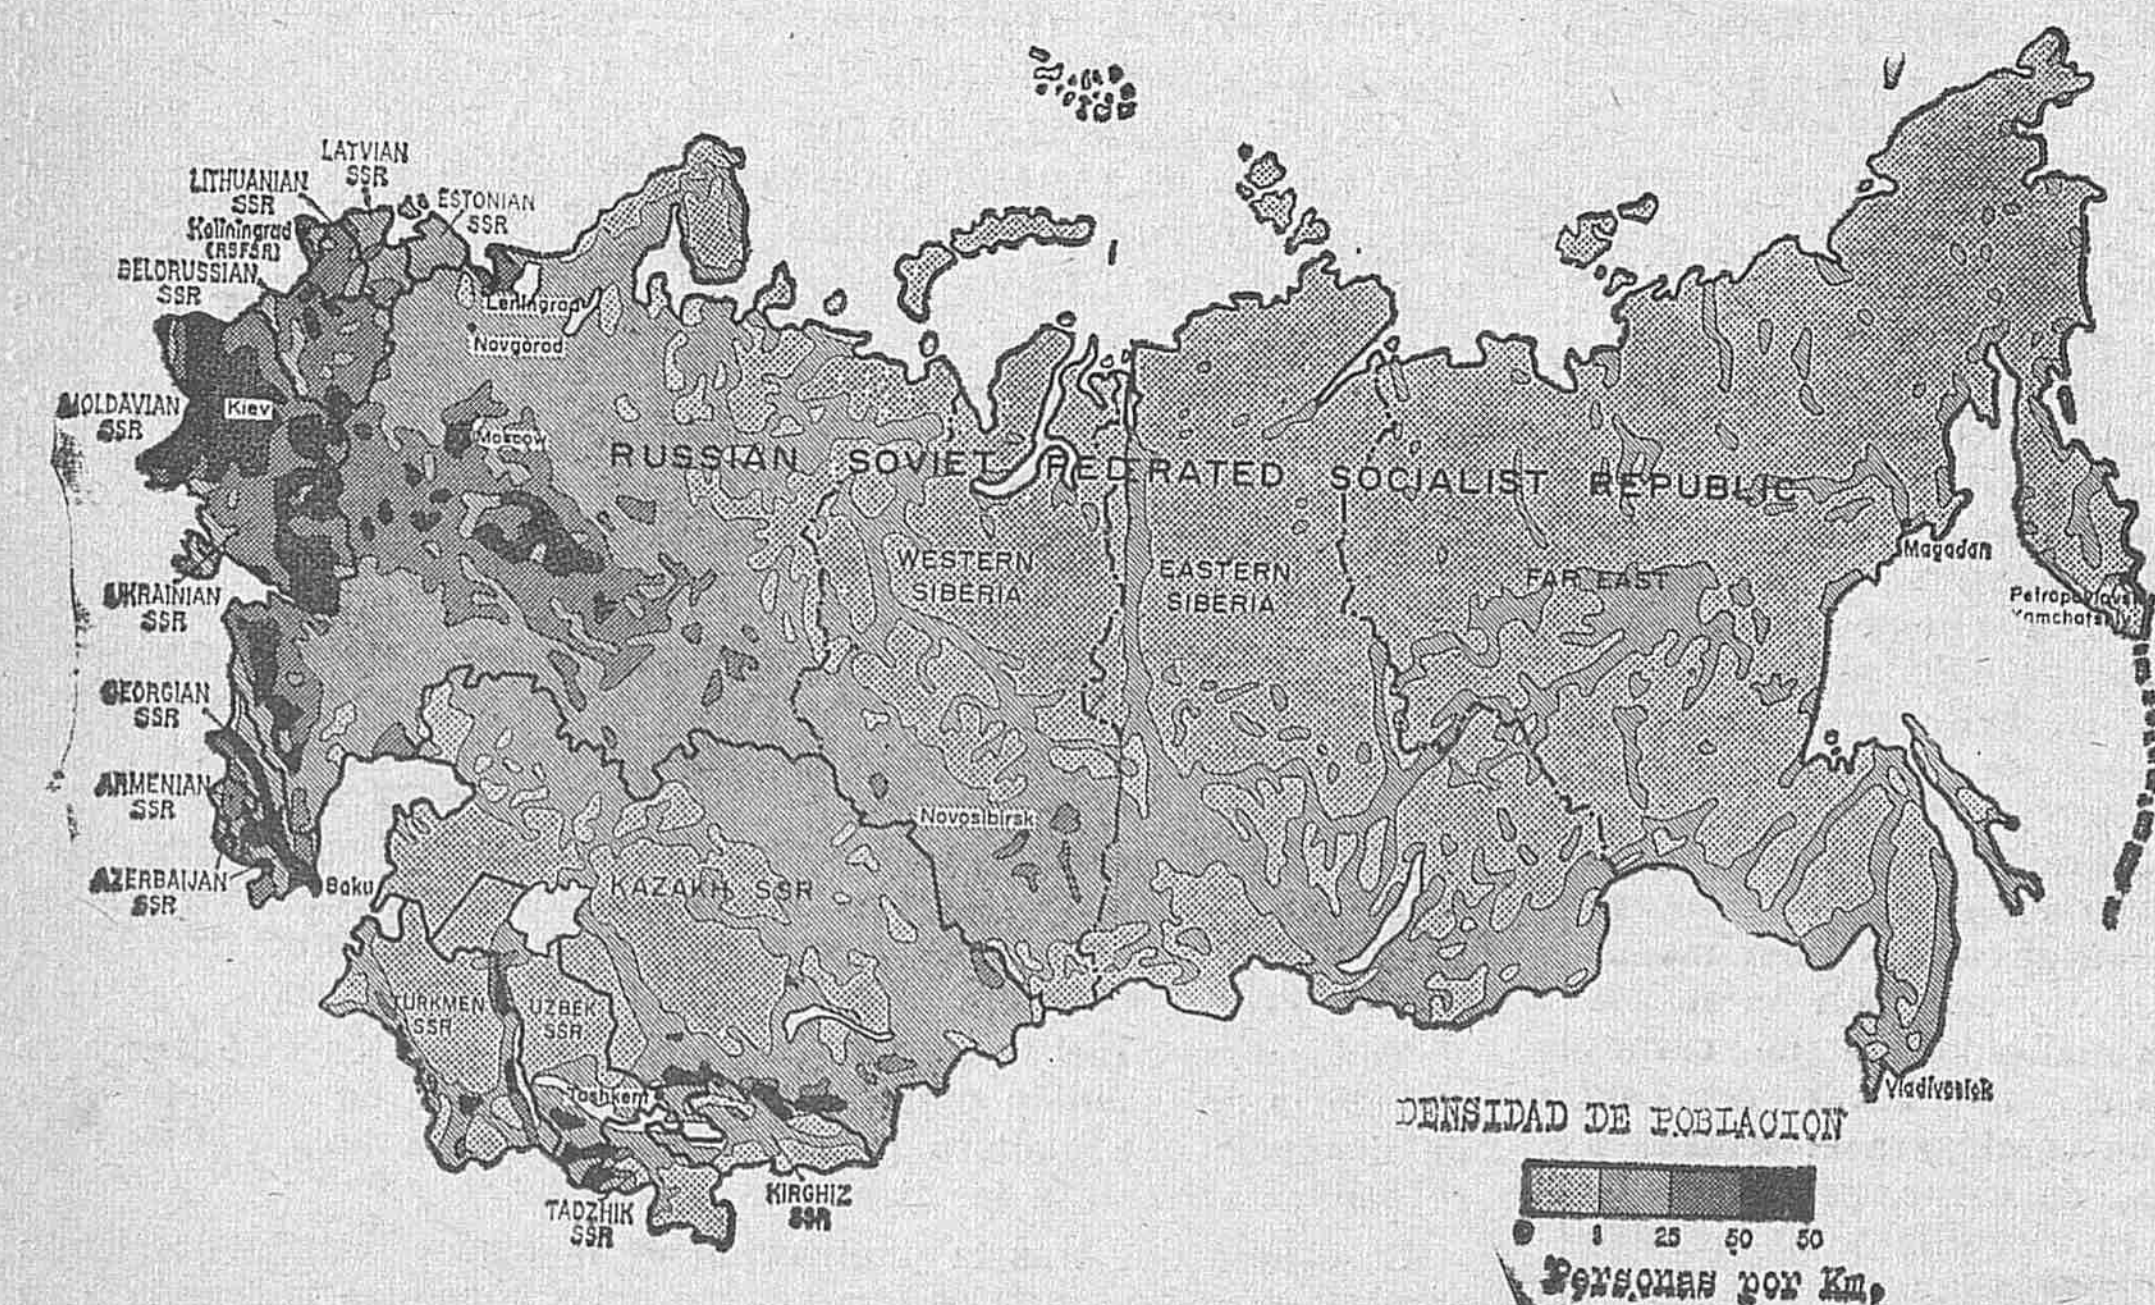 LATVIAN
SSR
LITHUANIAN
SSR
ESTONIAN
SSR
Kaliningrad
(RSFSR)
BELORUSSIAN
SSR
Leningrad
Novgorod
MOLDAVIAN
SSR
Kiev
Moscow
RUSSIAN SOVIET FEDERATED SOCIALIST REPUBLIC
WESTERN
SIBERIA
EASTERN
SIBERIA
FAR EAST
Magadan
Petropavlovsk
Kamchatskiy
UKRAINIAN
SSR
GEORGIAN
SSR
ARMENIAN
SSR
Novosibirsk
AZERBAIJAN
SSR
Baku
KAZAKH SSR
TURKMEN
SSR
UZBEK
SSR
Tashkent
Vladivostok
TADZHIK
SSR
KIRGHIZ
SSR
DENSIDAD DE POBLACION
0 1 25 50 50
Personas por Km.